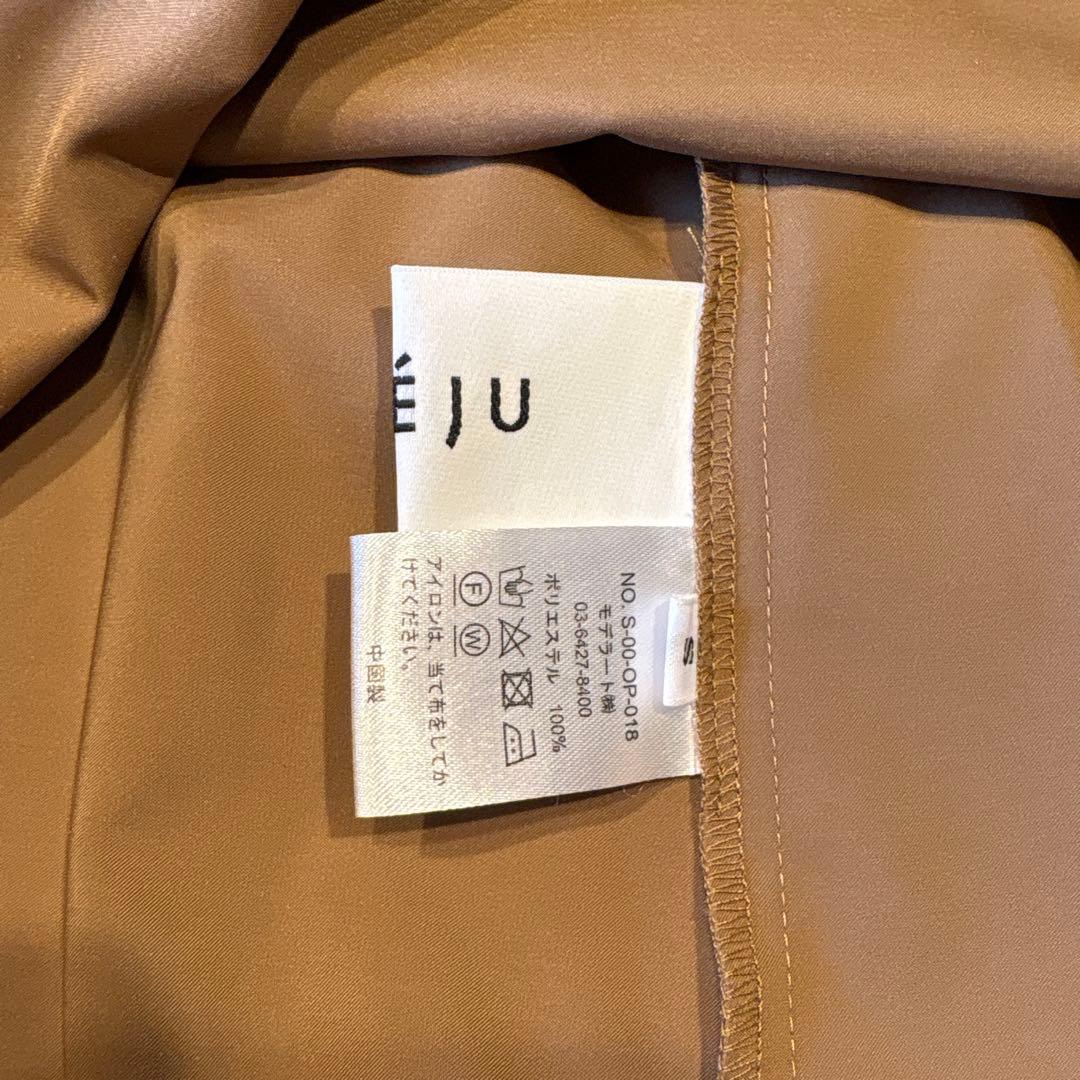 S
NO. S-00-OP-018
モデラート㈱
03-6427-8400
ポリエステル 100%
F W
アイロンは、当て布をしてか
けてください。
中国製